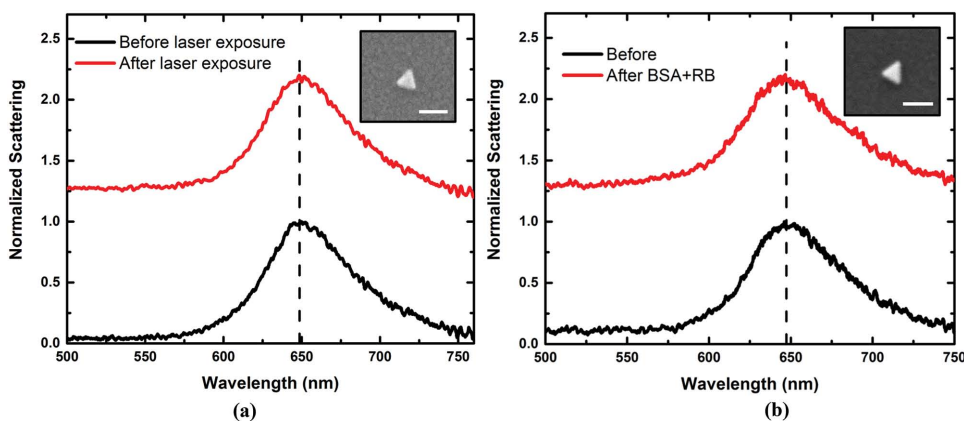 2.5
2.0
1.5
1.0
0.5
0.0
Normalized Scattering
Before laser exposure
After laser exposure
500 550 600 650 700 750
Wavelength (nm)
(a)
2.5
2.0
1.5
1.0
0.5
0.0
Normalized Scattering
Before
After BSA+RB
500 550 600 650 700 750
Wavelength (nm)
(b)